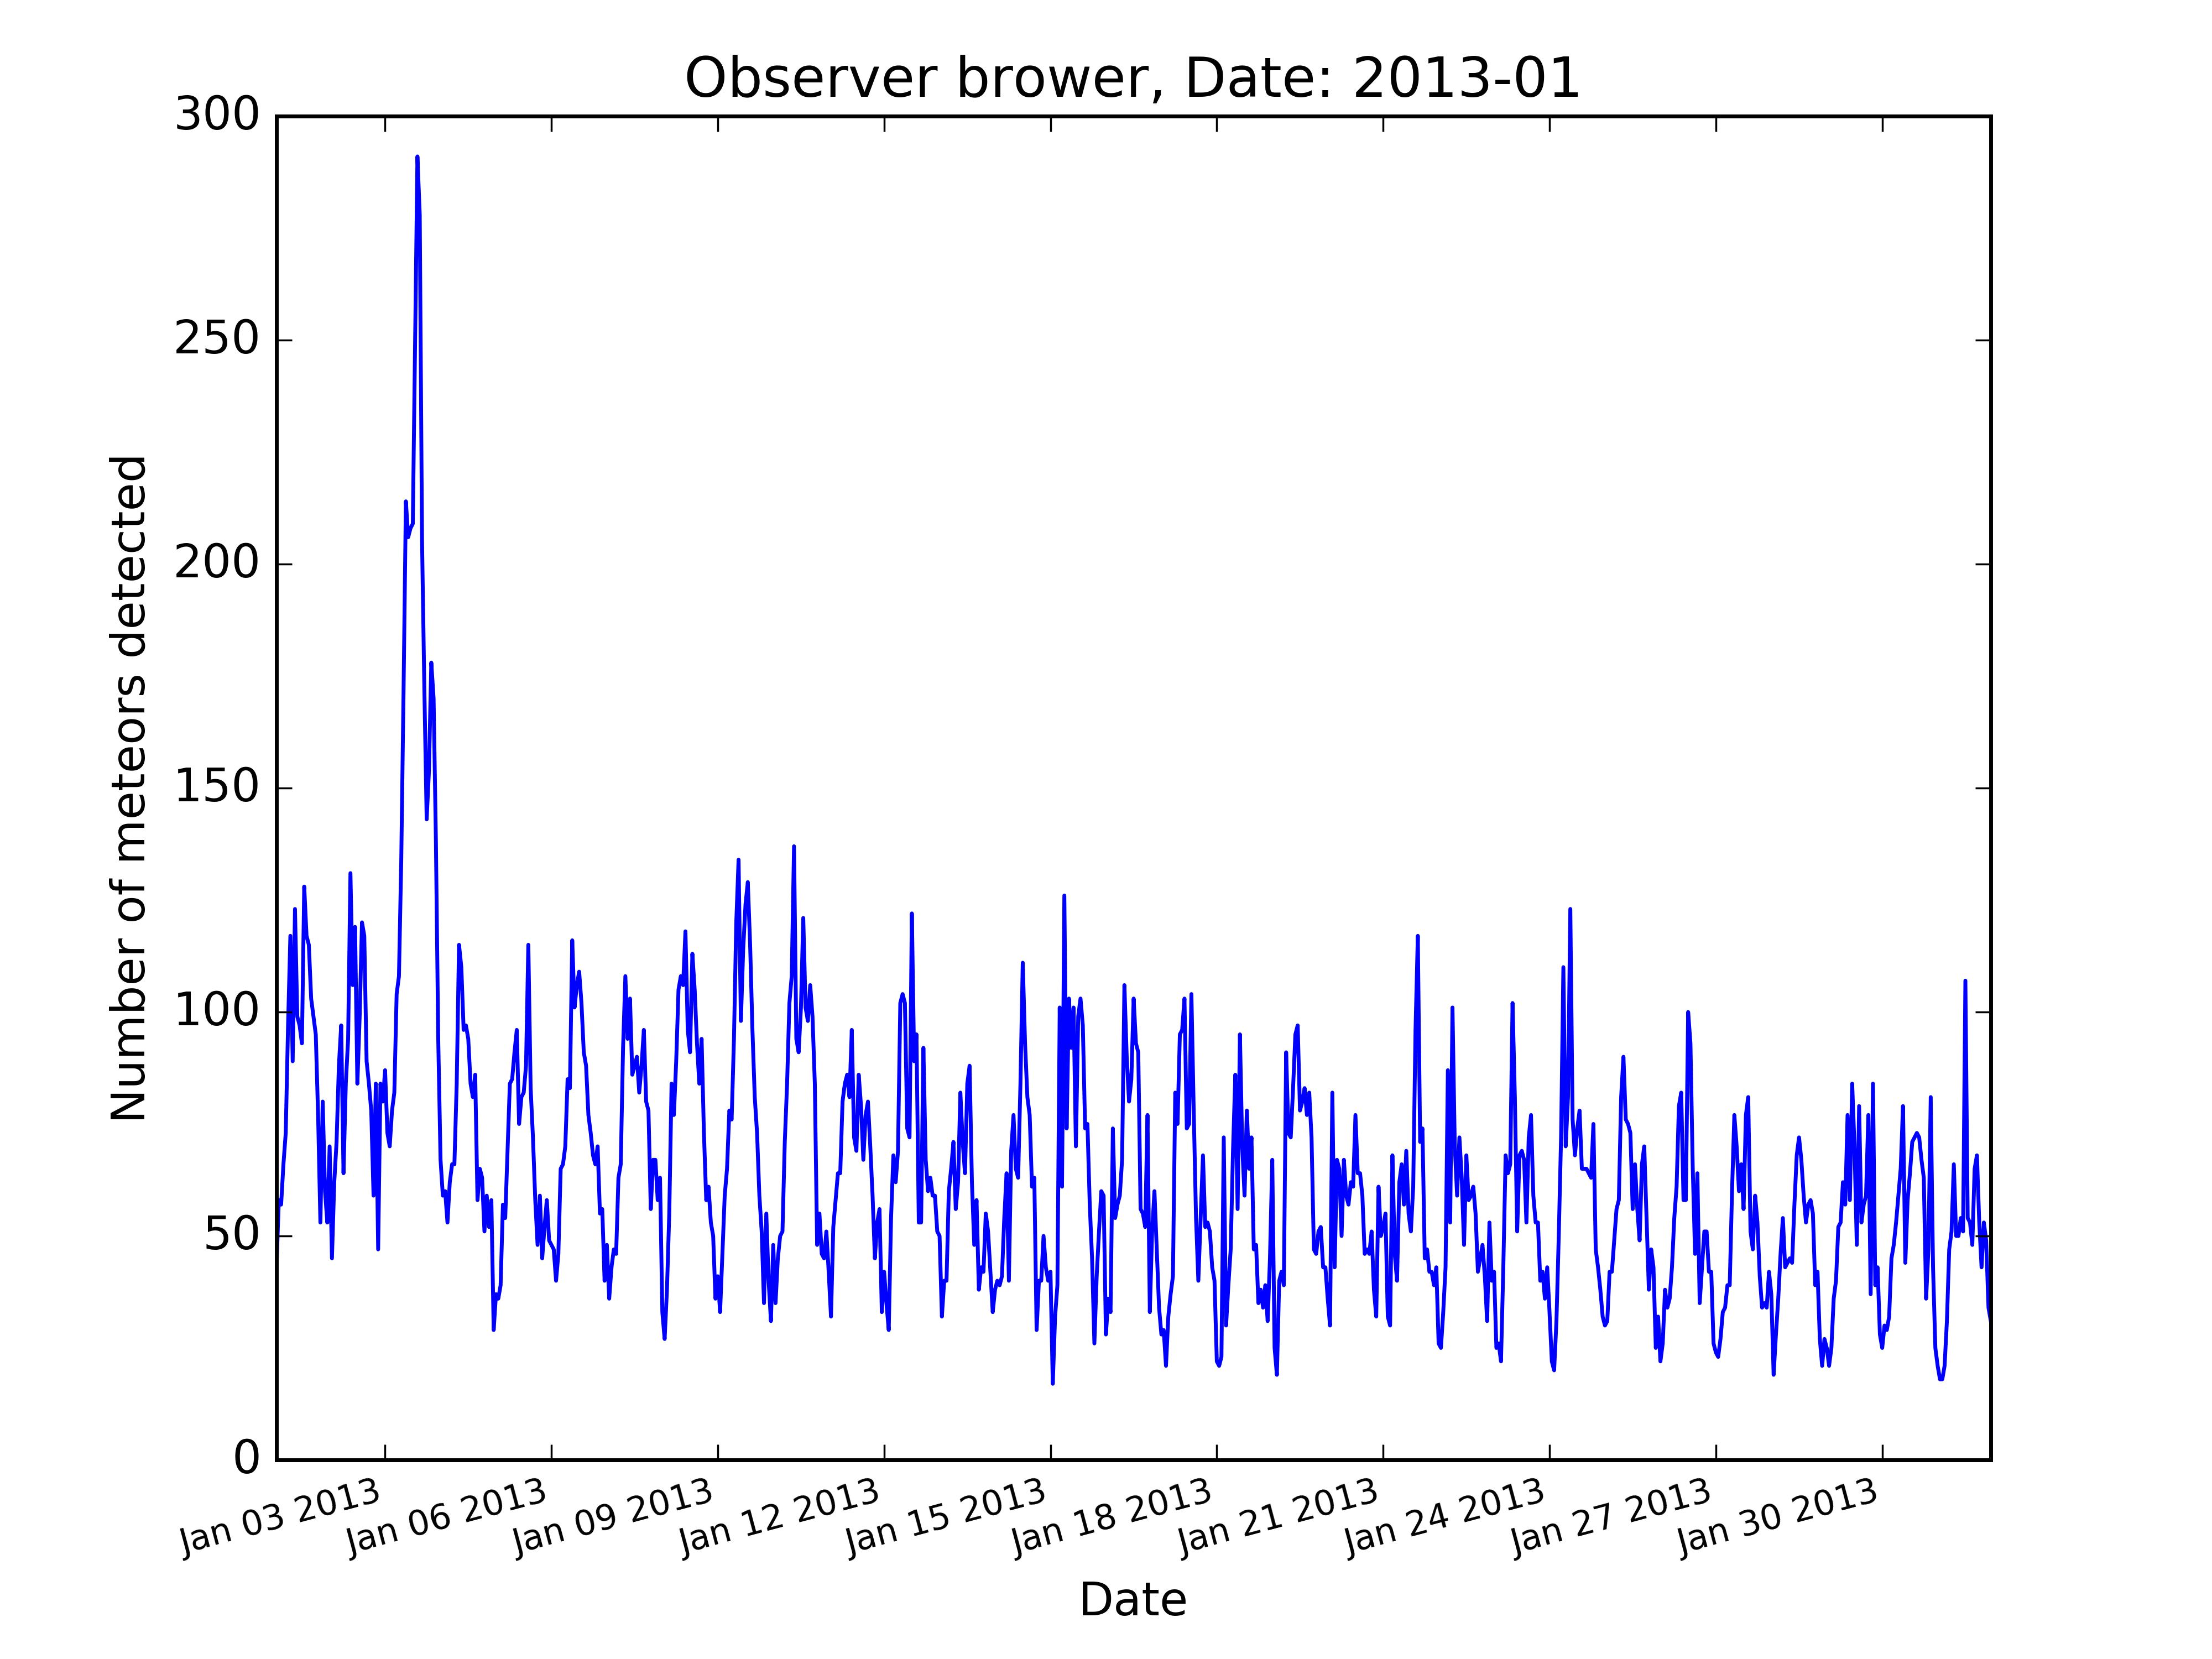 Observer brower, Date: 2013-01
300
250
200
150
100
50
0
Number of meteors detected
Jan 03 2013
Jan 06 2013
Jan 09 2013
Jan 12 2013
Jan 15 2013
Jan 18 2013
Jan 21 2013
Jan 24 2013
Jan 27 2013
Jan 30 2013
Date